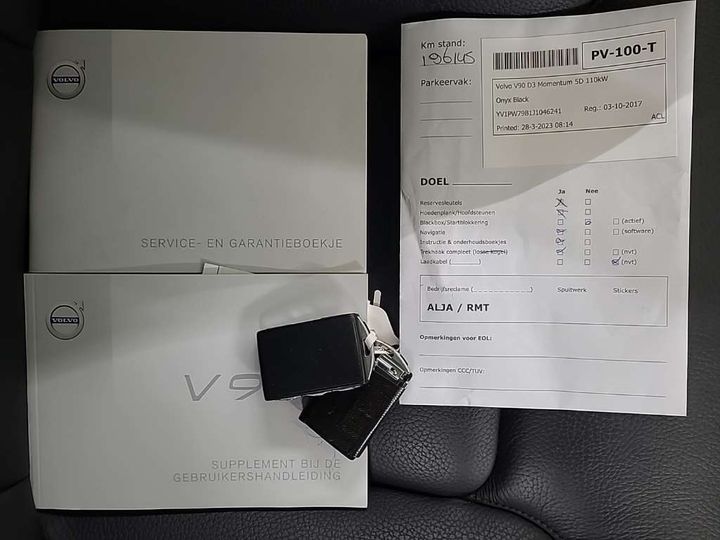 VOLVO
SERVICE- EN GARANTIEBOEKJE
VOLVO
V9
SUPPLEMENT BIJ DE
GEBRUIKERSHANDLEIDING
Km stand:
196145
Parkeervak:
PV-100-T
Volvo V90 D3 Momentum 5D 110kW
Onyx Black
YV1PW79B1J1046241 Reg.: 03-10-2017
Printed: 28-3-2023 08:14 ACL
DOEL
Ja Nee
Reservesleutels
Hoedenplank/Hoofdsteunen
Blackbox/Startblokkering (actief)
Navigatie (software)
Instructie & onderhoudsboekjes
Trekhaak compleet (losse kogel) (nvt)
Laadkabel (________) (nvt)
Bedrijfsreclame (______________) Spuitwerk Stickers
ALJA / RMT
Opmerkingen voor EOL:
Opmerkingen CCC/TUV: